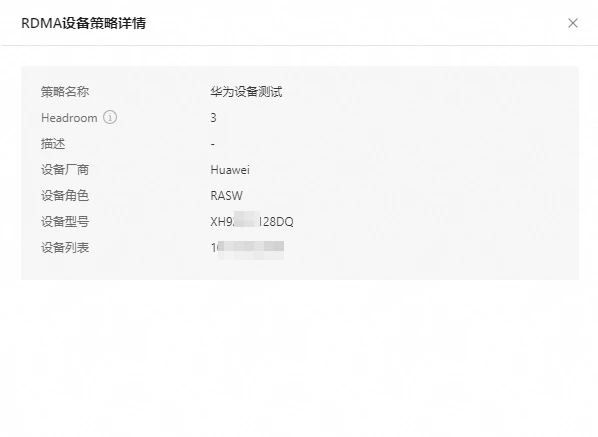 RDMA设备策略详情
策略名称 华为设备测试
Headroom 3
描述 -
设备厂商 Huawei
设备角色 RASW
设备型号
设备列表